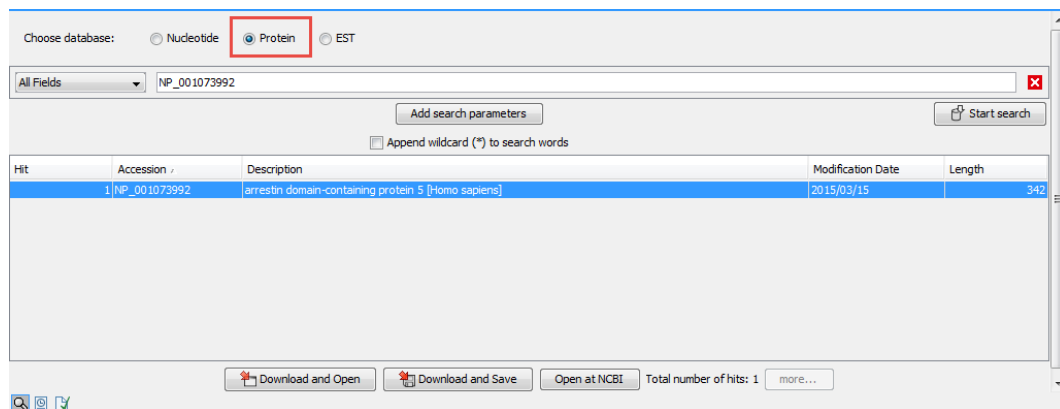 Choose database: Nucleotide Protein EST
All Fields NP_001073992
Add search parameters Start search
Append wildcard (*) to search words
Hit Accession Description Modification Date Length
1 NP_001073992 arrestin domain-containing protein 5 [Homo sapiens] 2015/03/15 342
Download and Open Download and Save Open at NCBI Total number of hits: 1 more...